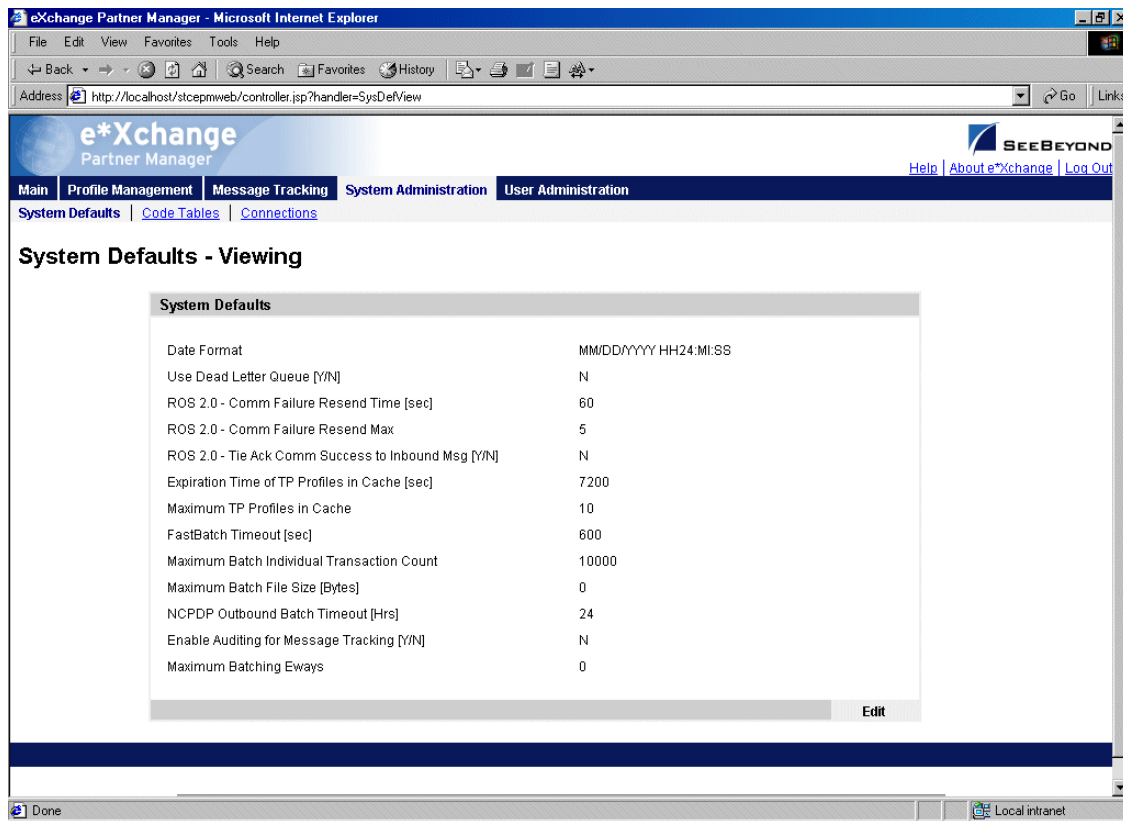 eXchange Partner Manager - Microsoft Internet Explorer
File Edit View Favorites Tools Help
Back Search Favorites History
Address http://localhost/stcepmweb/controller.jsp?handler=SysDefView Go Links
e*Xchange
Partner Manager
SEEBEYOND
Help | About e*Xchange | Log Out
Main Profile Management Message Tracking System Administration User Administration
System Defaults | Code Tables | Connections
System Defaults - Viewing
System Defaults
Date Format MM/DD/YYYY HH24:MI:SS
Use Dead Letter Queue [Y/N] N
ROS 2.0 - Comm Failure Resend Time [sec] 60
ROS 2.0 - Comm Failure Resend Max 5
ROS 2.0 - Tie Ack Comm Success to Inbound Msg [Y/N] N
Expiration Time of TP Profiles in Cache [sec] 7200
Maximum TP Profiles in Cache 10
FastBatch Timeout [sec] 600
Maximum Batch Individual Transaction Count 10000
Maximum Batch File Size [Bytes] 0
NCPDP Outbound Batch Timeout [Hrs] 24
Enable Auditing for Message Tracking [Y/N] N
Maximum Batching Eways 0
Edit
Done Local intranet